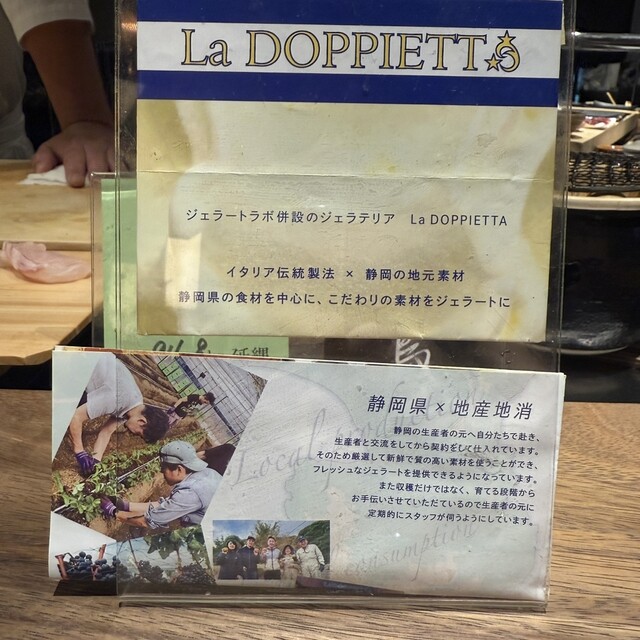 La DOPPIETTA
ジェラートラボ併設のジェラテリア La DOPPIETTA
イタリア伝統製法 × 静岡の地元素材
静岡県の食材を中心に、こだわりの素材をジェラートに
延縄
静岡県×地産地消
静岡の生産者の元へ自分たちで赴き、
生産者と交流をしてから契約をして仕入れています。
そのため厳選して新鮮で質の高い素材を使うことができ、
フレッシュなジェラートを提供できるようになっています。
また収穫だけではなく、育てる段階から
お手伝いさせていただているので生産者の元に
定期的にスタッフが伺うようにしています。
Local production
consumption